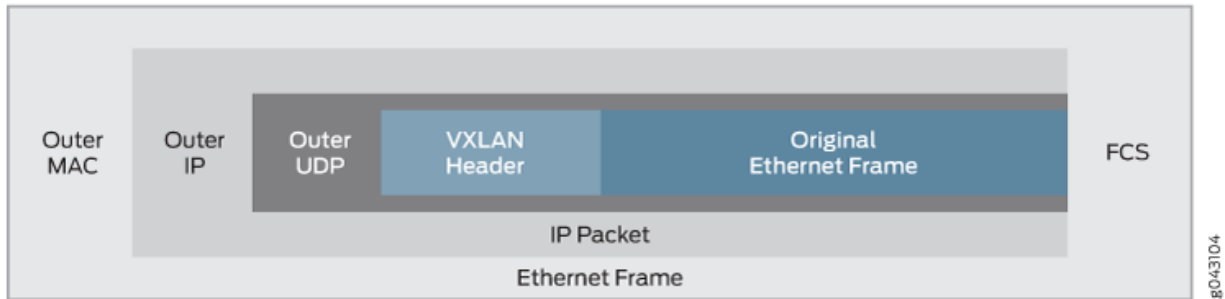 Outer
MAC
Outer
IP
Outer
UDP
VXLAN
Header
Original
Ethernet Frame
FCS
IP Packet
Ethernet Frame
g043104